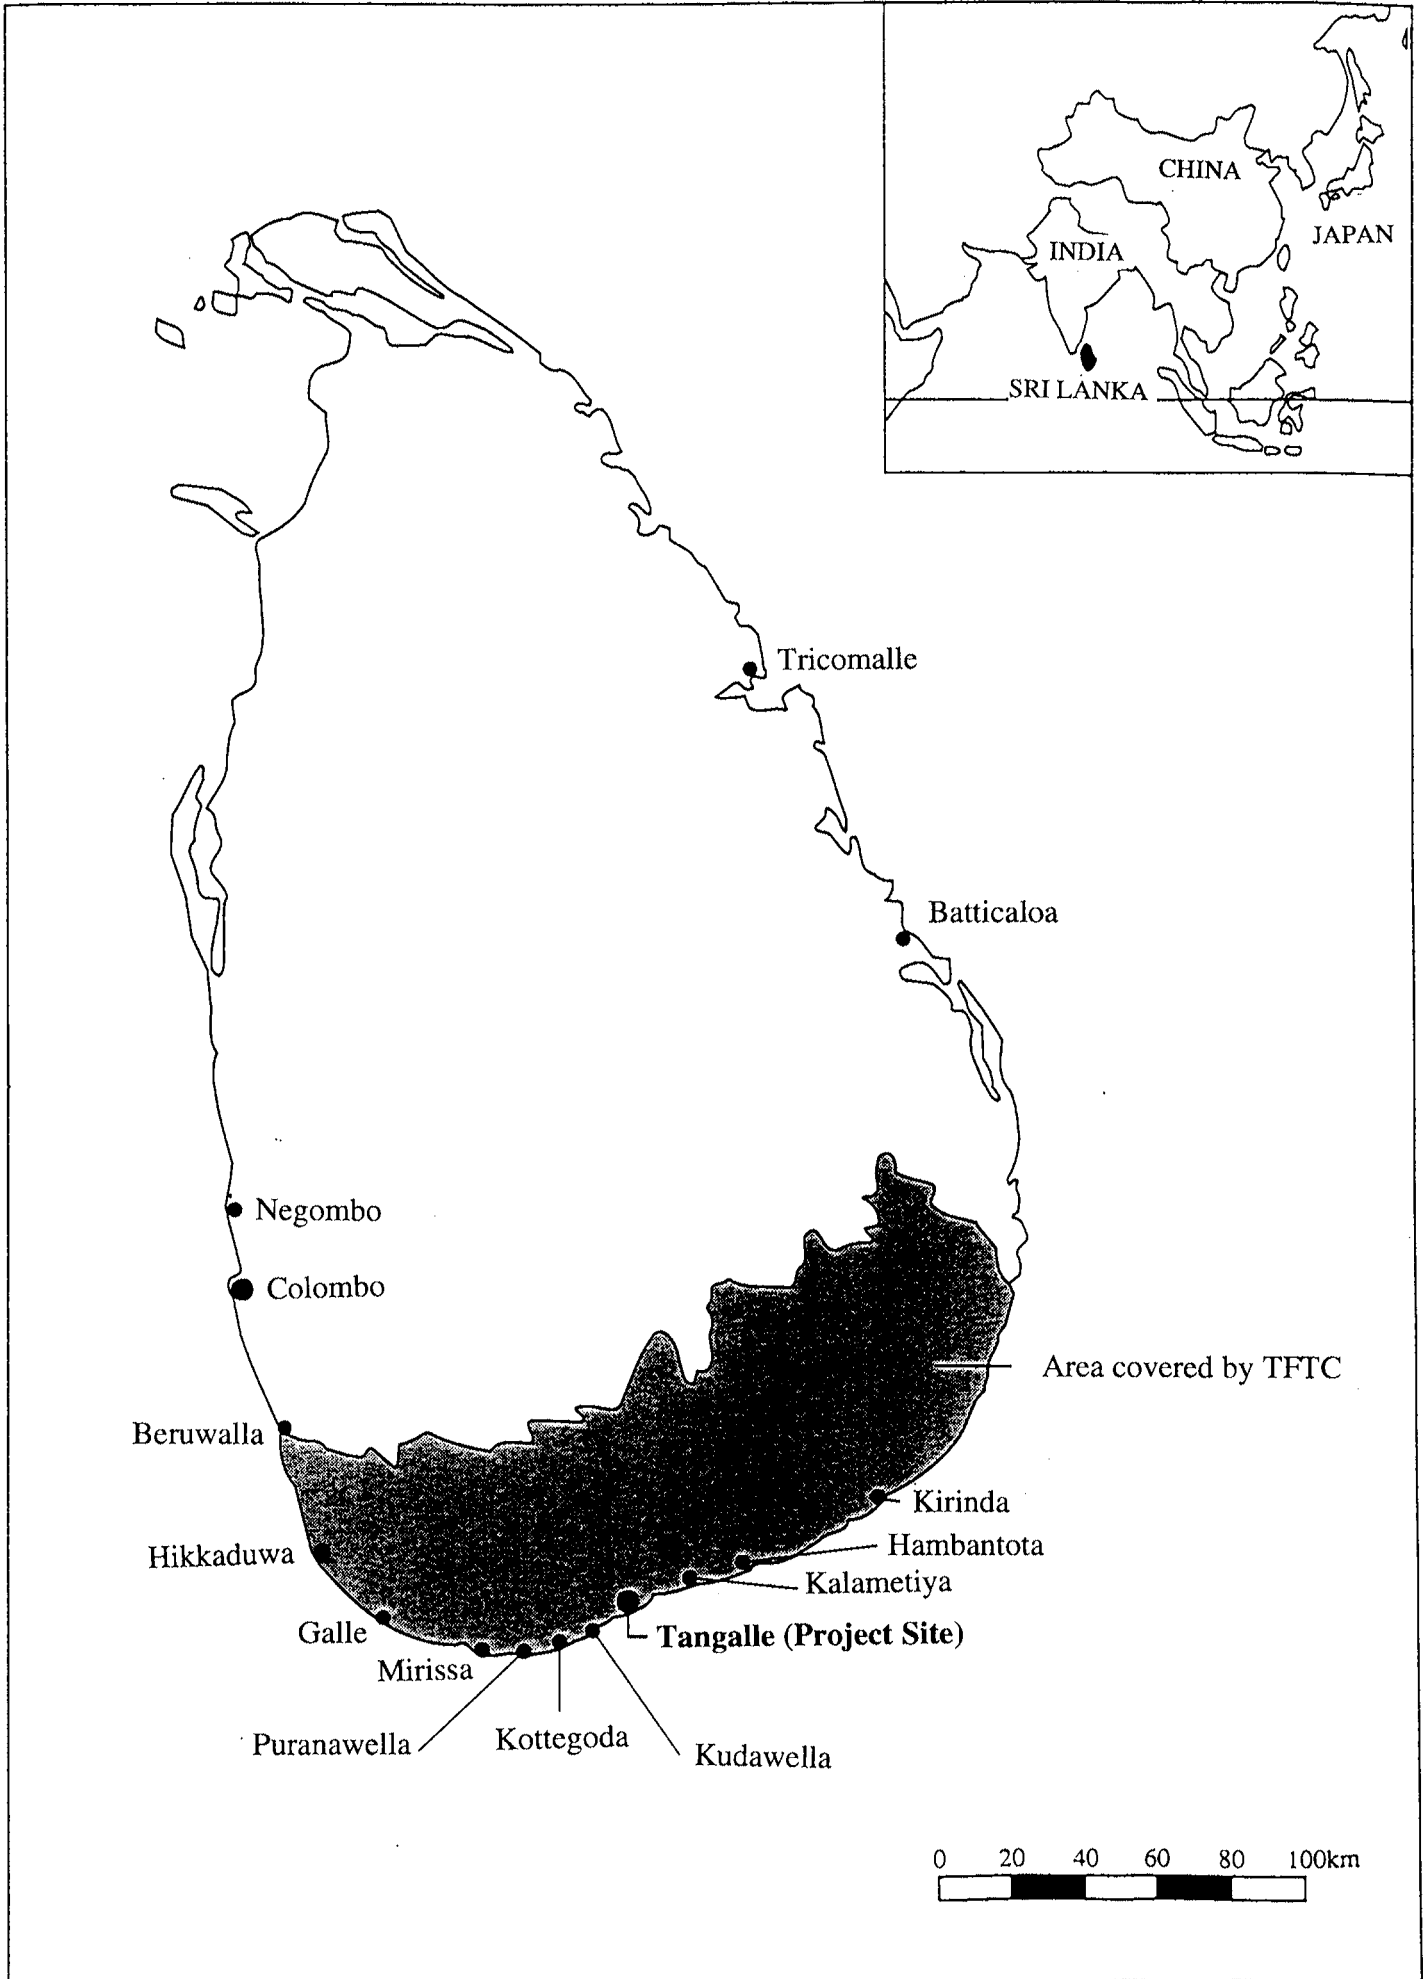 CHINA
JAPAN
INDIA
SRI LANKA
Tricomalle
Batticaloa
Negombo
Colombo
Area covered by TFTC
Beruwalla
Kirinda
Hambantota
Hikkaduwa
Kalametiya
Galle
Tangalle (Project Site)
Mirissa
Puranawella
Kottegoda
Kudawella
0 20 40 60 80 100km